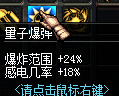 量子爆弹
爆炸范围 +24%
感电几率 +18%
<请点击鼠标右键>